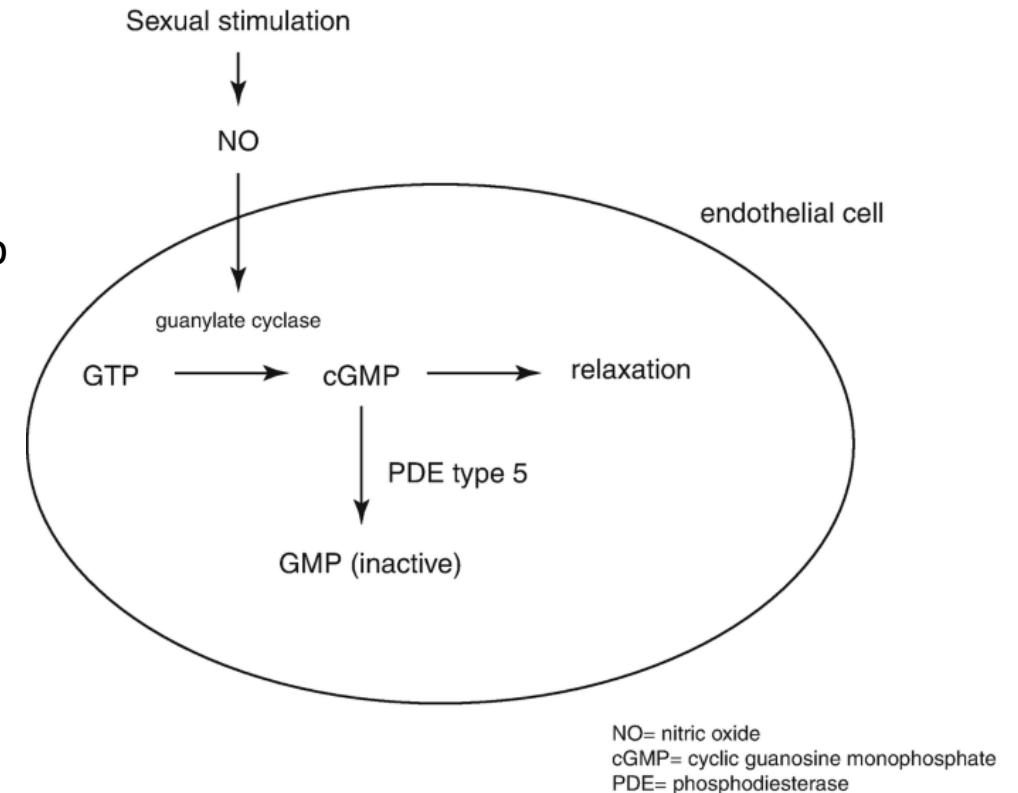 Sexual stimulation
NO
endothelial cell
guanylate cyclase
GTP
cGMP
relaxation
PDE type 5
GMP (inactive)
NO= nitric oxide
cGMP= cyclic guanosine monophosphate
PDE= phosphodiesterase